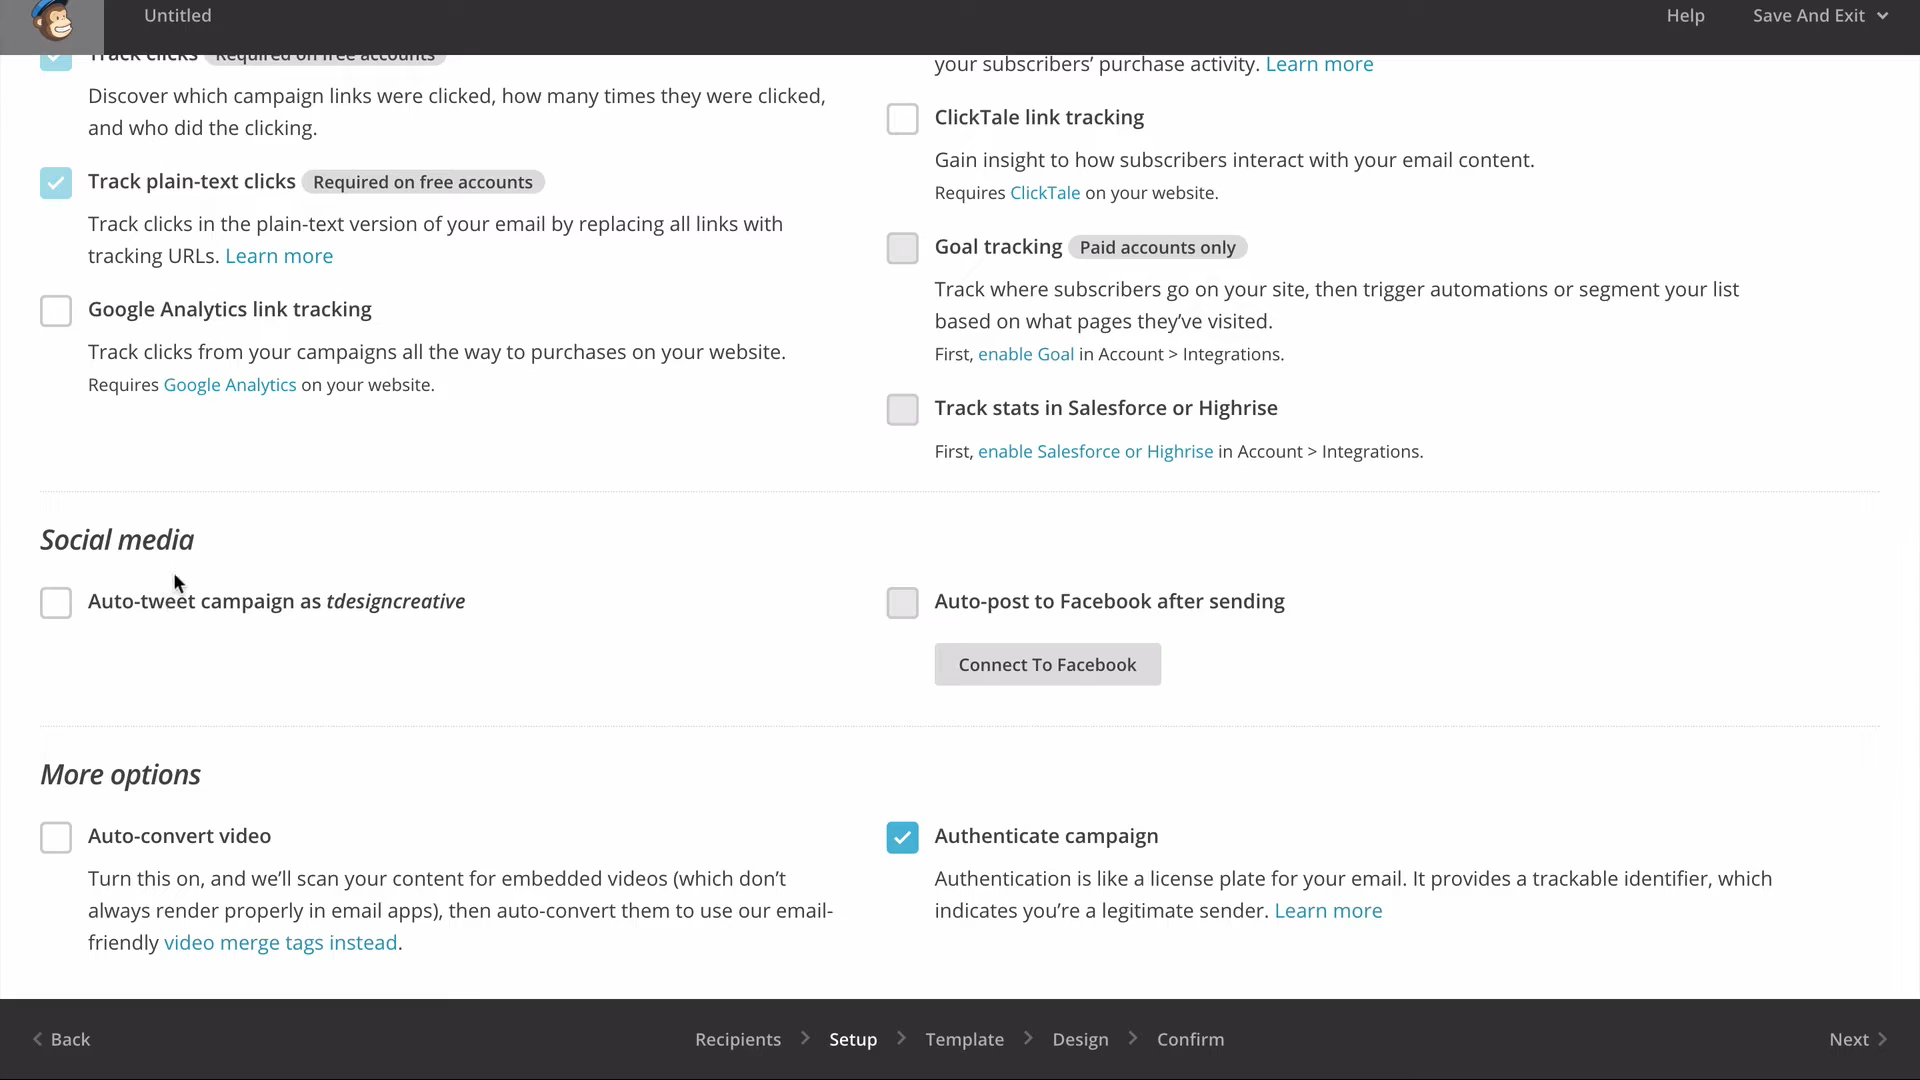 Untitled
Help
Save And Exit
Track clicks Required on free accounts
Discover which campaign links were clicked, how many times they were clicked,
and who did the clicking.
Track plain-text clicks Required on free accounts
Track clicks in the plain-text version of your email by replacing all links with
tracking URLs. Learn more
Google Analytics link tracking
Track clicks from your campaigns all the way to purchases on your website.
Requires Google Analytics on your website.
your subscribers’ purchase activity. Learn more
ClickTale link tracking
Gain insight to how subscribers interact with your email content.
Requires ClickTale on your website.
Goal tracking Paid accounts only
Track where subscribers go on your site, then trigger automations or segment your list
based on what pages they’ve visited.
First, enable Goal in Account > Integrations.
Track stats in Salesforce or Highrise
First, enable Salesforce or Highrise in Account > Integrations.
Social media
Auto-tweet campaign as tdesigncreative
Auto-post to Facebook after sending
Connect To Facebook
More options
Auto-convert video
Turn this on, and we’ll scan your content for embedded videos (which don’t
always render properly in email apps), then auto-convert them to use our email-
friendly video merge tags instead.
Authenticate campaign
Authentication is like a license plate for your email. It provides a trackable identifier, which
indicates you’re a legitimate sender. Learn more
Back
Recipients > Setup > Template > Design > Confirm
Next